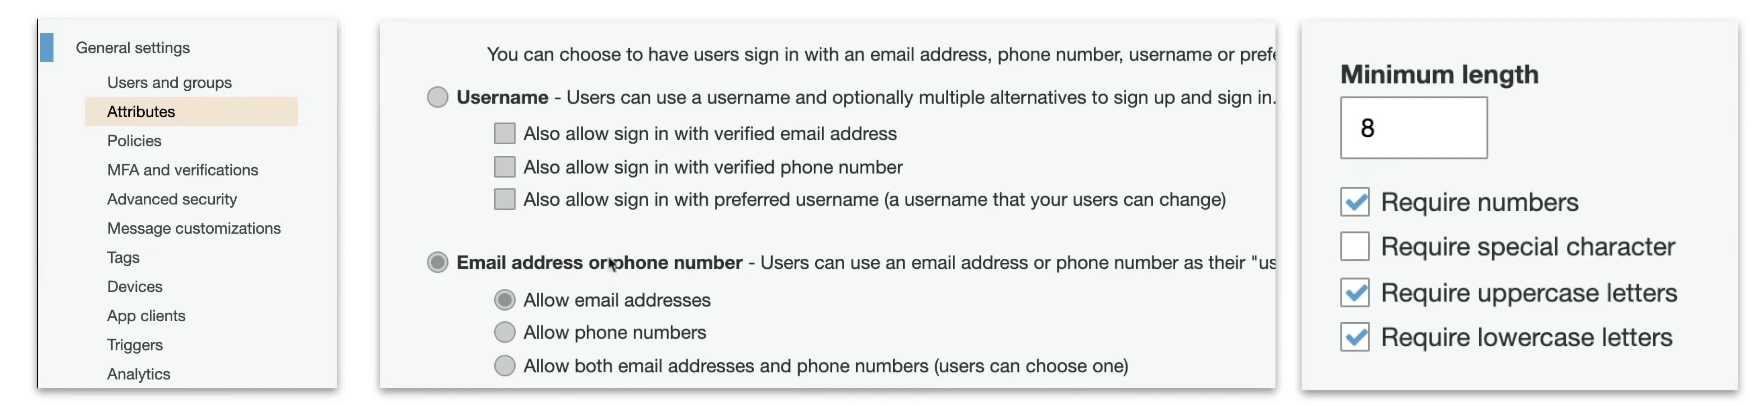 General settings
Users and groups
Attributes
Policies
MFA and verifications
Advanced security
Message customizations
Tags
Devices
App clients
Triggers
Analytics
You can choose to have users sign in with an email address, phone number, username or prefe
Username - Users can use a username and optionally multiple alternatives to sign up and sign in.
Also allow sign in with verified email address
Also allow sign in with verified phone number
Also allow sign in with preferred username (a username that your users can change)
Email address or phone number - Users can use an email address or phone number as their "us
Allow email addresses
Allow phone numbers
Allow both email addresses and phone numbers (users can choose one)
Minimum length
8
Require numbers
Require special character
Require uppercase letters
Require lowercase letters